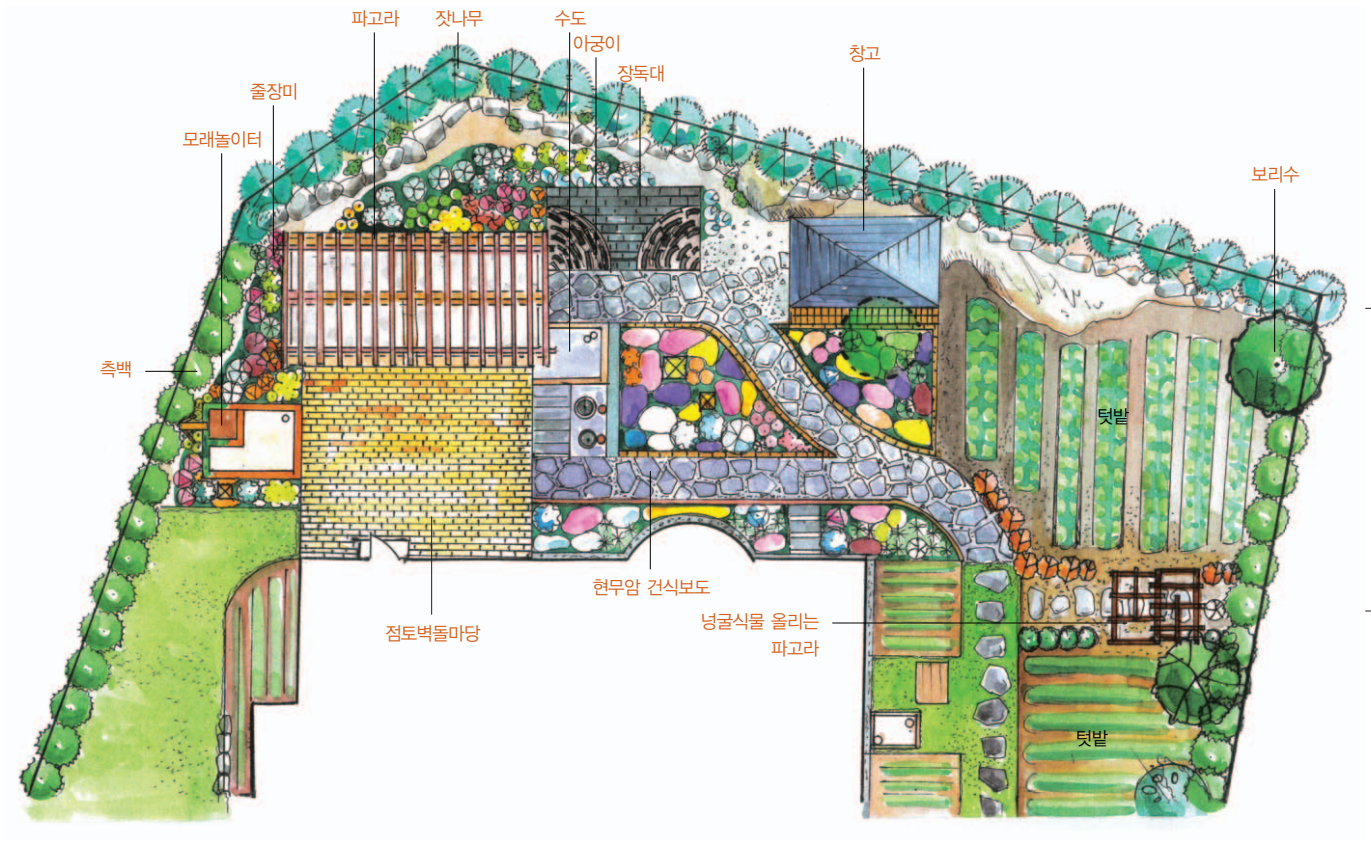 파고라
잣나무
수도
아궁이
장독대
창고
줄장미
모래놀이터
보리수
측백
텃밭
현무암 건식보도
점토벽돌마당
넝굴식물 올리는
파고라
텃밭